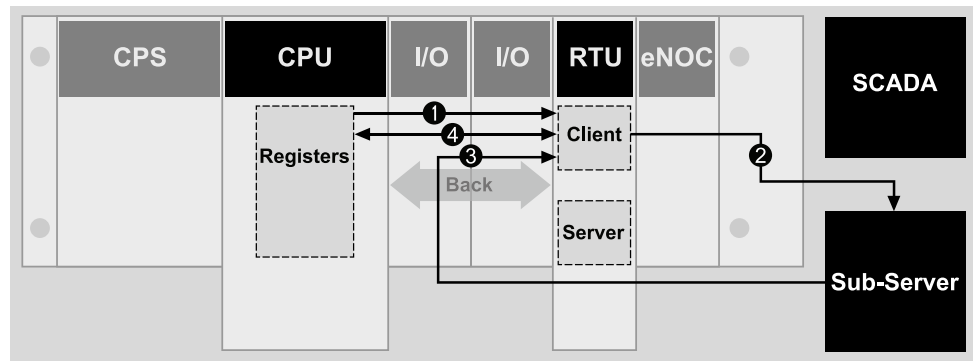 CPS
CPU
I/O
I/O
RTU
eNOC
SCADA
1
4
Registers
Client
3
2
Back
Server
Sub-Server